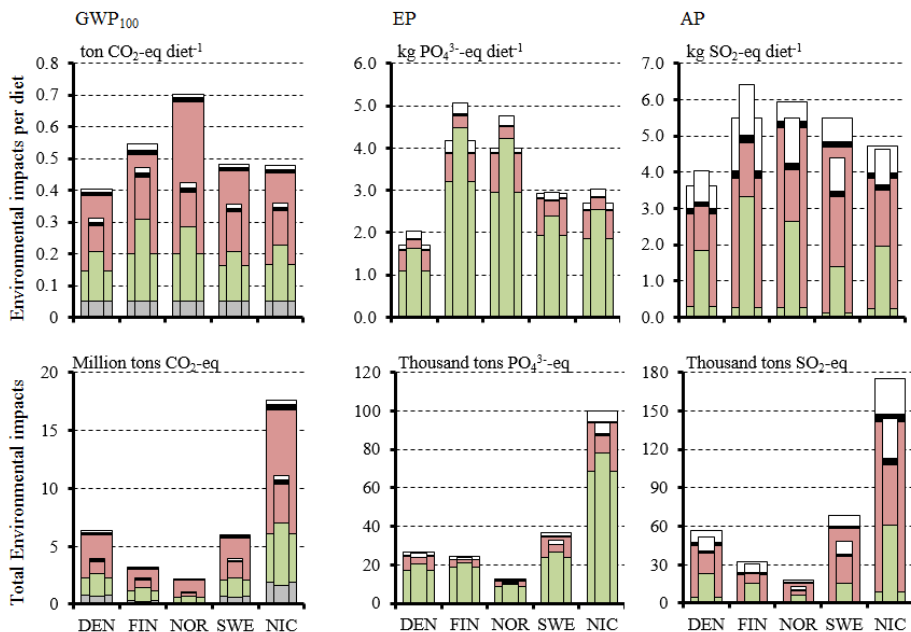 GWP₁₀₀ EP AP
ton CO₂-eq diet⁻¹ kg PO₄³⁻-eq diet⁻¹ kg SO₂-eq diet⁻¹
Environmental impacts per diet
0.8 6.0 7.0
0.7 5.0 6.0
0.6 4.0 5.0
0.5 3.0 4.0
0.4 2.0 3.0
0.3 1.0 2.0
0.2 0.0 1.0
0.1 0.0
0
Million tons CO₂-eq Thousand tons PO₄³⁻-eq Thousand tons SO₂-eq
Total Environmental impacts
20 120 180
15 100 150
10 80 120
5 60 90
0 40 60
20 30
0 0
DEN FIN NOR SWE NIC DEN FIN NOR SWE NIC DEN FIN NOR SWE NIC